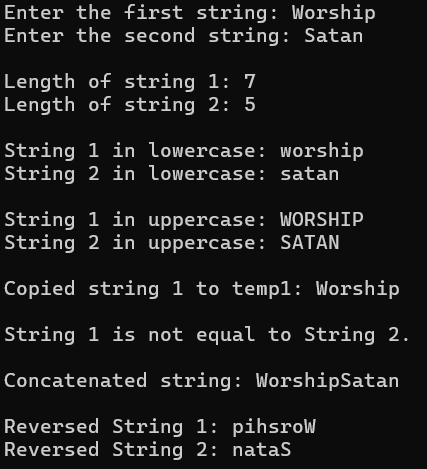 Enter the first string: Worship
Enter the second string: Satan
Length of string 1: 7
Length of string 2: 5
String 1 in lowercase: worship
String 2 in lowercase: satan
String 1 in uppercase: WORSHIP
String 2 in uppercase: SATAN
Copied string 1 to temp1: Worship
String 1 is not equal to String 2.
Concatenated string: WorshipSatan
Reversed String 1: pihsroW
Reversed String 2: nataS